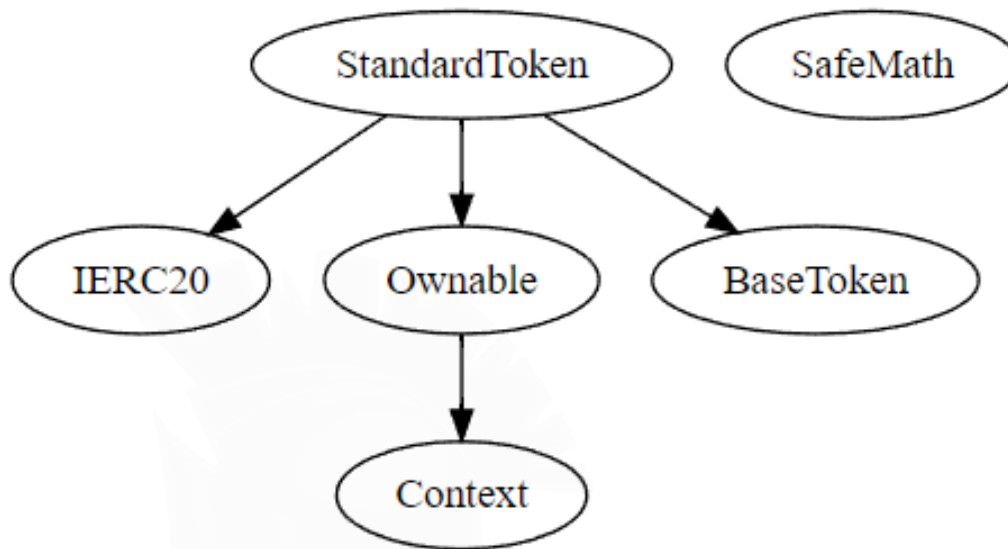 StandardToken
SafeMath
IERC20
Ownable
BaseToken
Context